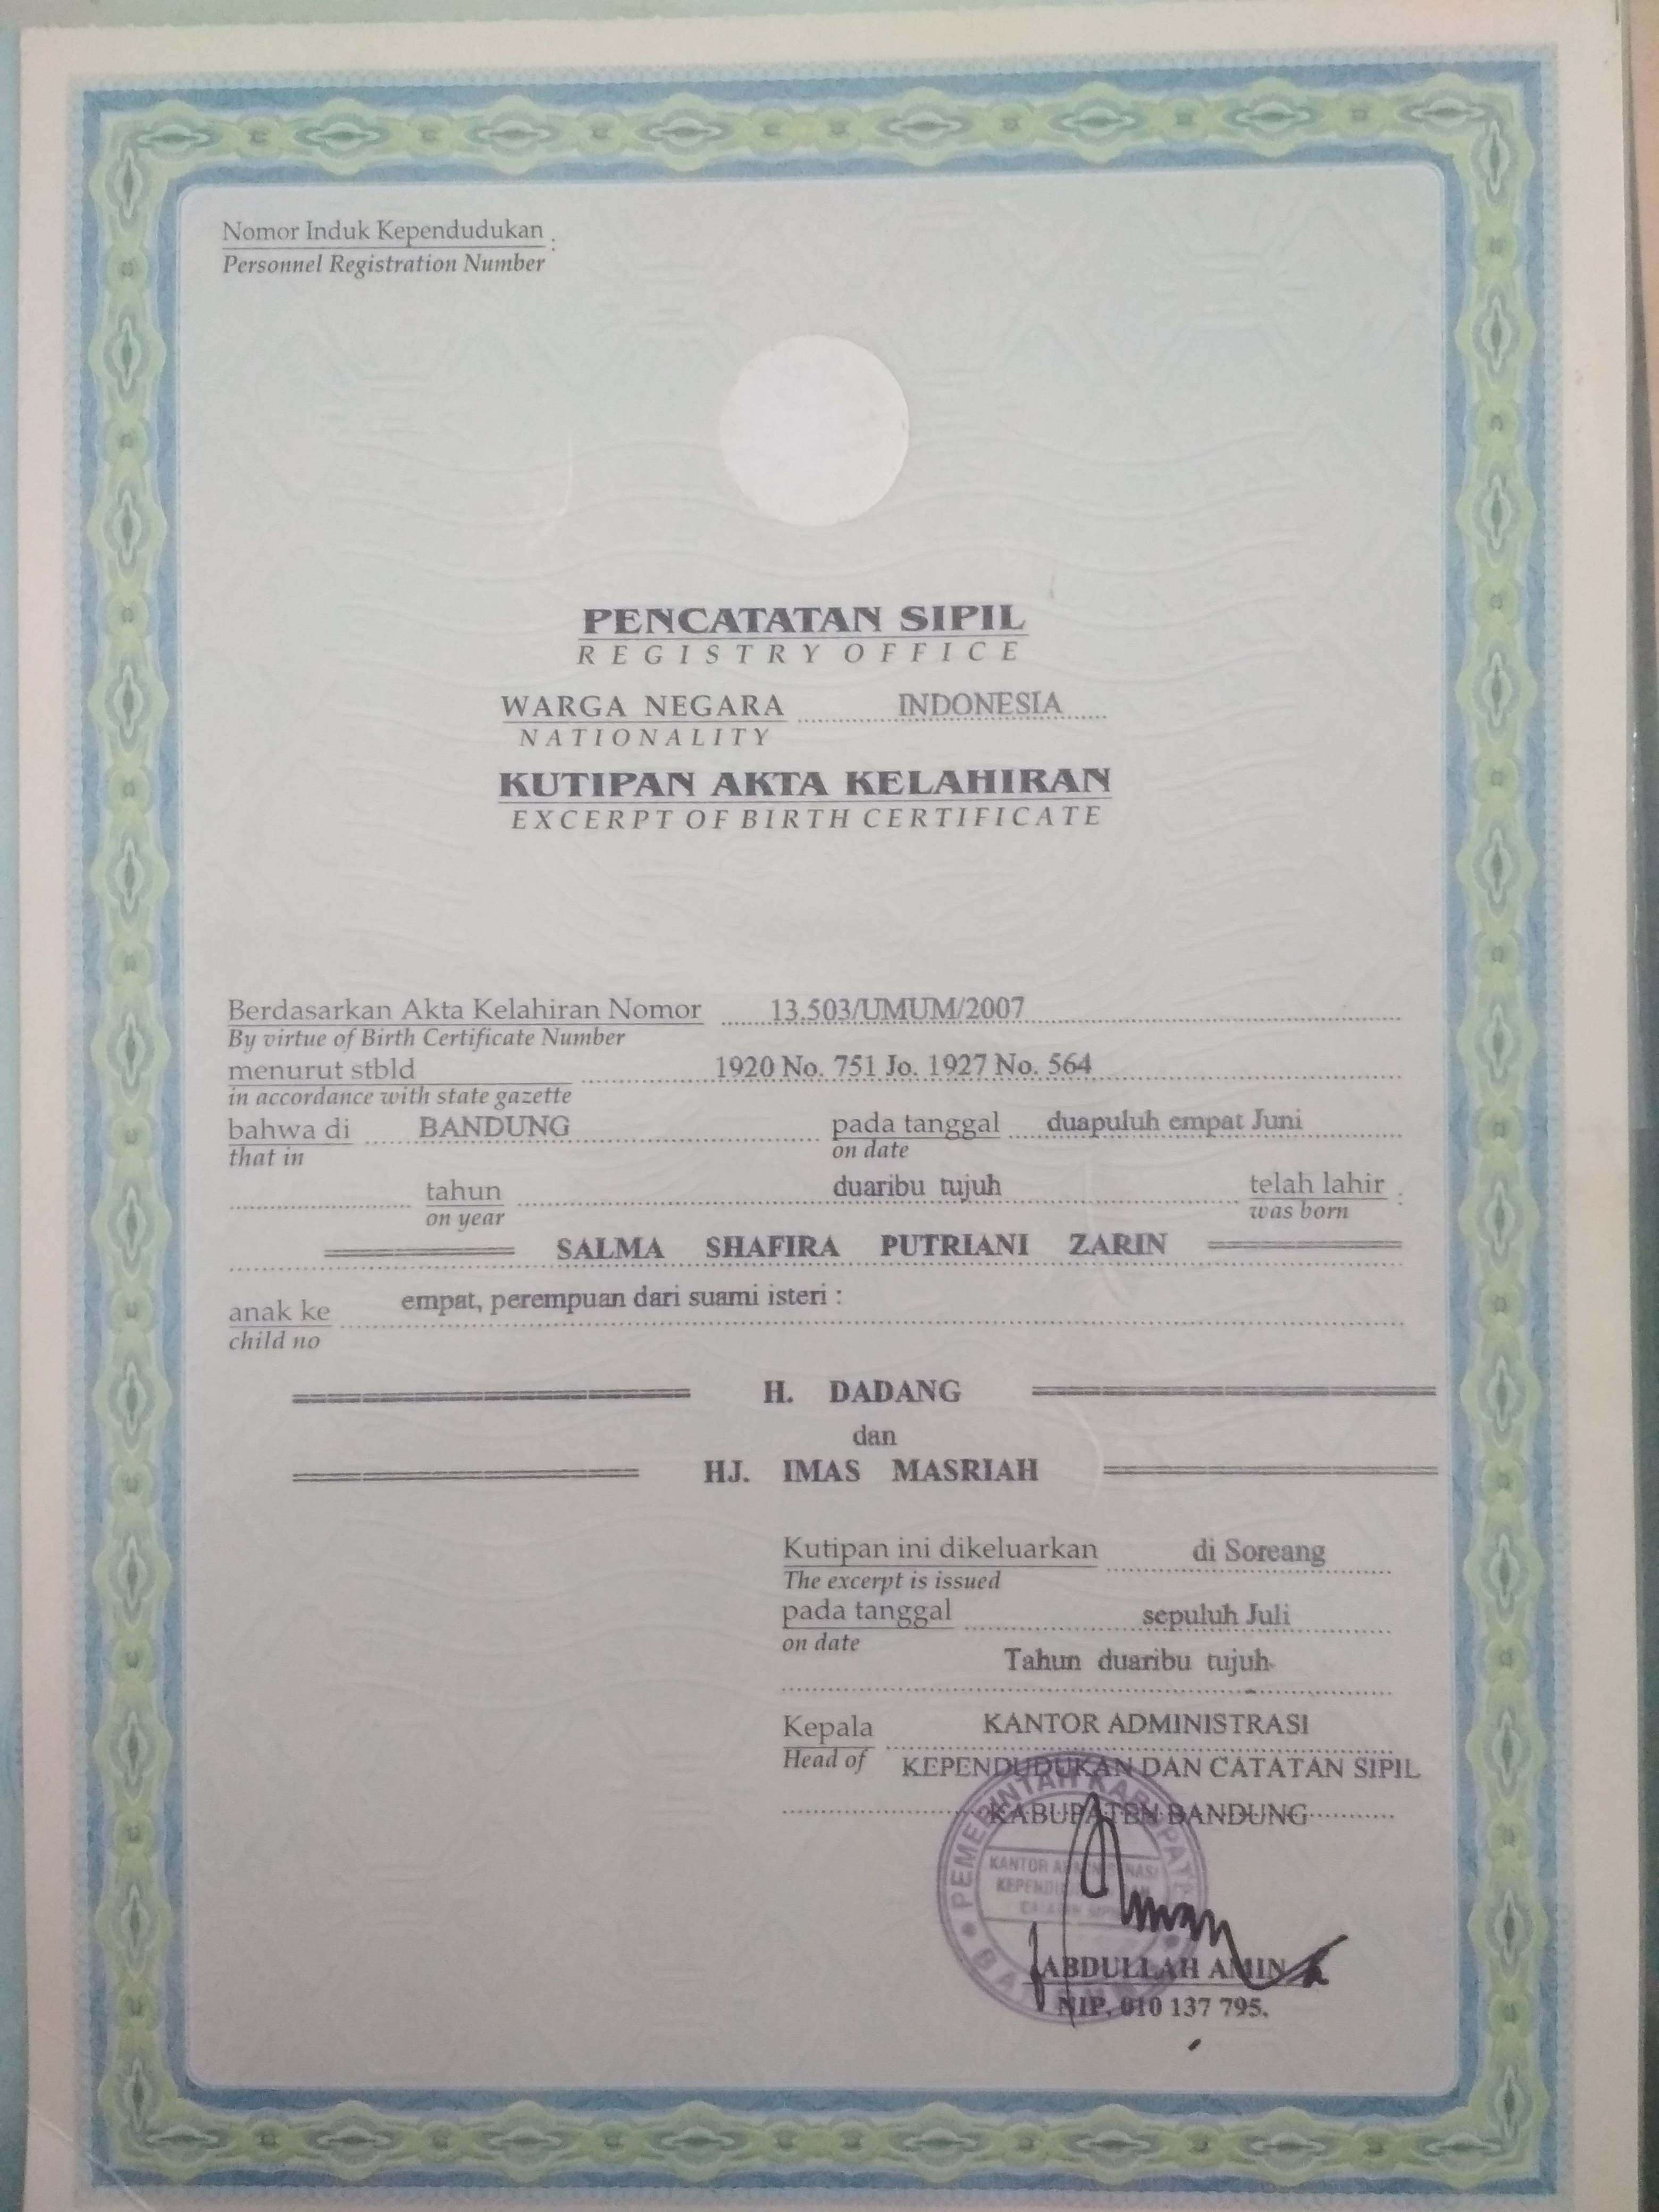 Nomor Induk Kependudukan :
Personnel Registration Number
PENCATATAN SIPIL
REGISTRY OFFICE
WARGA NEGARA INDONESIA
NATIONALITY
KUTIPAN AKTA KELAHIRAN
EXCERPT OF BIRTH CERTIFICATE
Berdasarkan Akta Kelahiran Nomor 13.503/UMUM/2007
By virtue of Birth Certificate Number
menurut stbld 1920 No. 751 Jo. 1927 No. 564
in accordance with state gazette
bahwa di BANDUNG pada tanggal duapuluh empat Juni
that in on date
tahun duaribu tujuh telah lahir :
on year was born
SALMA SHAFIRA PUTRIANI ZARIN
anak ke empat, perempuan dari suami isteri :
child no
H. DADANG
dan
HJ. IMAS MASRIAH
Kutipan ini dikeluarkan di Soreang
The excerpt is issued
pada tanggal sepuluh Juli
on date
Tahun duaribu tujuh
Kepala KANTOR ADMINISTRASI
Head of KEPENDUDUKAN DAN CATATAN SIPIL
KABUPATEN BANDUNG
PEMERINTAH KABUPATEN
KANTOR ADMINISTRASI
ABDULLAH AMIN
NIP. 010 137 795.